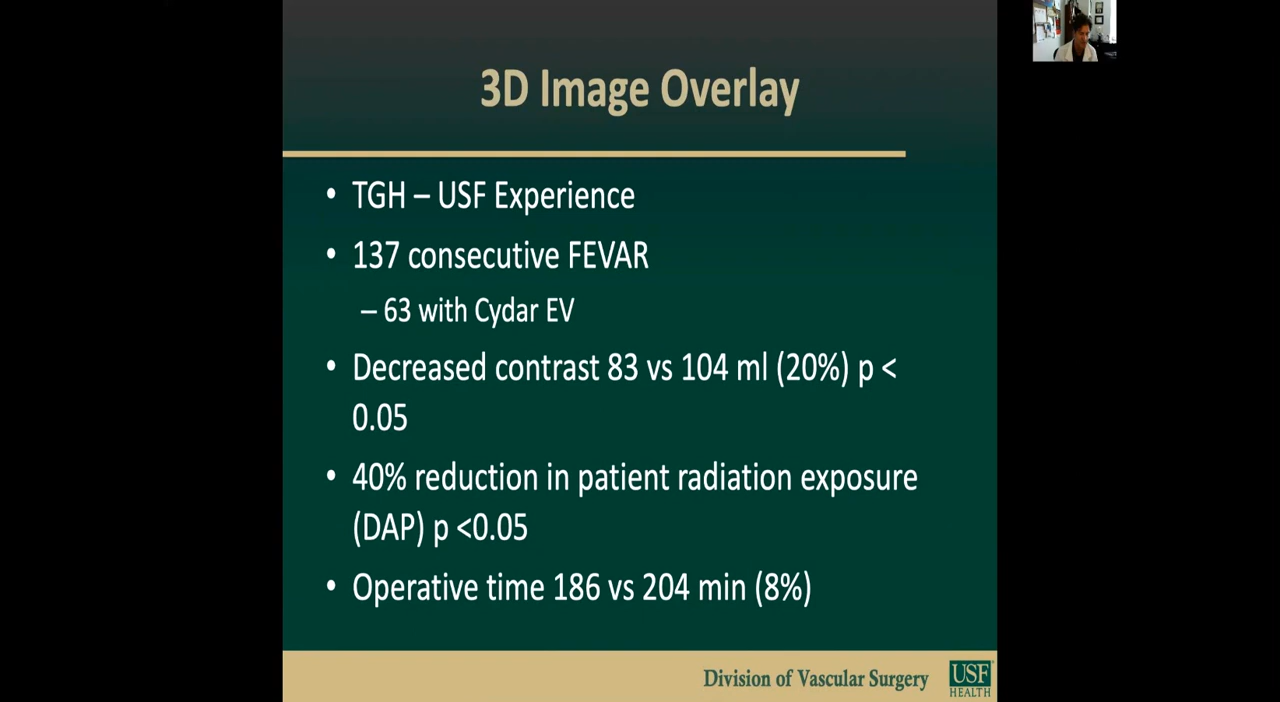 3D Image Overlay
• TGH – USF Experience
• 137 consecutive FEVAR
– 63 with Cydar EV
• Decreased contrast 83 vs 104 ml (20%) p <
0.05
• 40% reduction in patient radiation exposure
(DAP) p <0.05
• Operative time 186 vs 204 min (8%)
Division of Vascular Surgery
USF
HEALTH